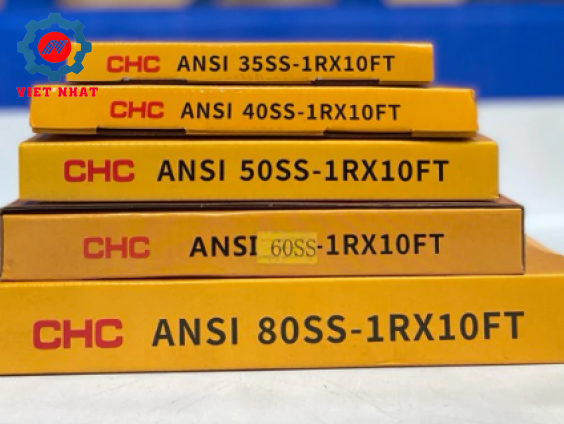 VIET NHAT
CHC ANSI 35SS-1RX10FT
CHC ANSI 40SS-1RX10FT
CHC ANSI 50SS-1RX10FT
CHC ANSI 60SS-1RX10FT
CHC ANSI 80SS-1RX10FT